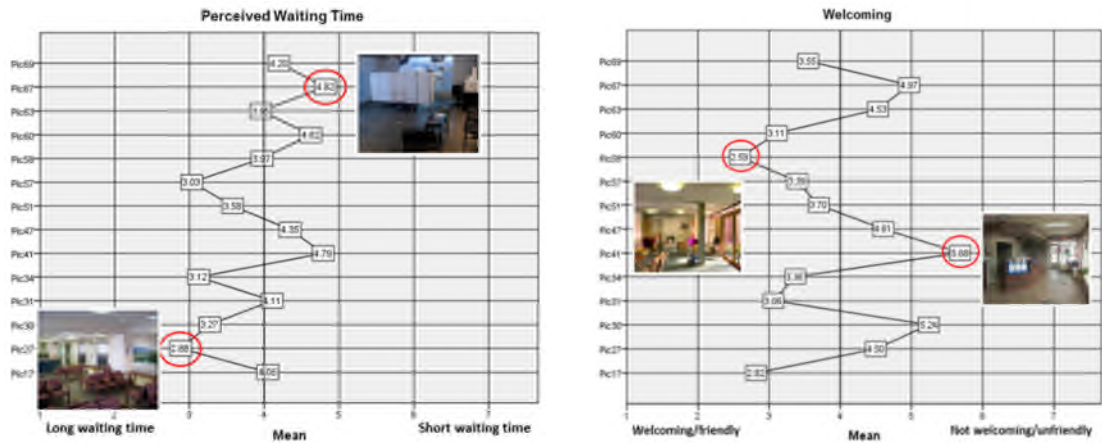 Perceived Waiting Time
Pic69
4.20
Pic67
4.82
Pic63
3.95
Pic60
4.62
Pic59
3.97
Pic57
3.03
Pic51
3.58
Pic47
4.35
Pic41
4.79
Pic34
3.12
Pic31
4.11
Pic30
3.27
Pic27
2.88
Pic17
4.05
1 2 3 4 5 6 7
Long waiting time
Mean
Short waiting time
Welcoming
Pic69
3.55
Pic67
4.97
Pic63
4.53
Pic60
3.11
Pic59
2.59
Pic57
3.39
Pic51
3.70
Pic47
4.61
Pic41
5.68
Pic34
Pic31
3.06
Pic30
5.24
Pic27
4.50
Pic17
2.82
1 2 3 4 5 6 7
Welcoming/friendly
Mean
Not welcoming/unfriendly